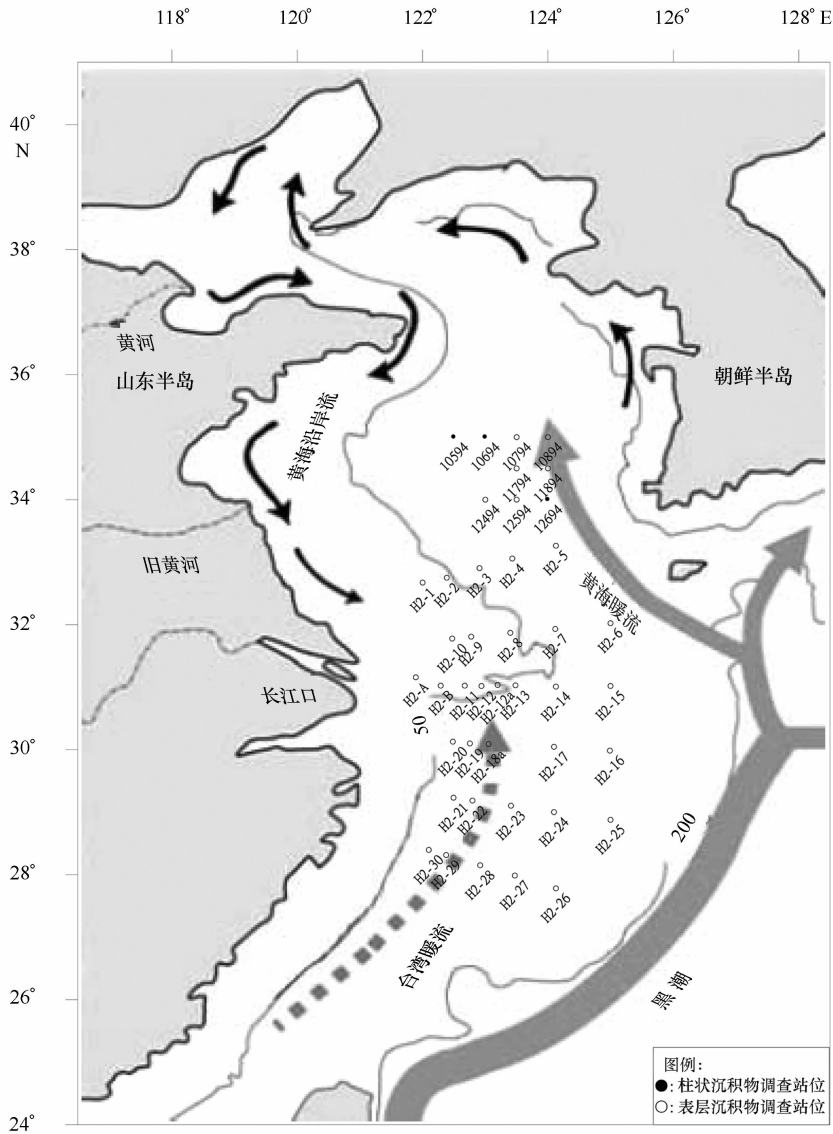 118° 120° 122° 124° 126° 128° E
40°
N
38°
黄河
山东半岛
朝鲜半岛
36°
黄海沿岸流
10594 10694 10794 10894
11794 11894
34°
12494 12594 12694
旧黄河
H2-1 H2-2 H2-3 H2-4 H2-5
黄海暖流
32°
H2-10 H2-9 H2-8 H2-7 H2-6
长江口
H2-A H2-B H2-11 H2-12 H2-12a H2-13 H2-14 H2-15
50
30°
H2-20 H2-19 H2-18a H2-17 H2-16
H2-21 H2-22 H2-23 H2-24 H2-25
200
28°
H2-30 H2-29 H2-28 H2-27 H2-26
台湾暖流
黑潮
26°
图例：
●：柱状沉积物调查站位
○：表层沉积物调查站位
24°